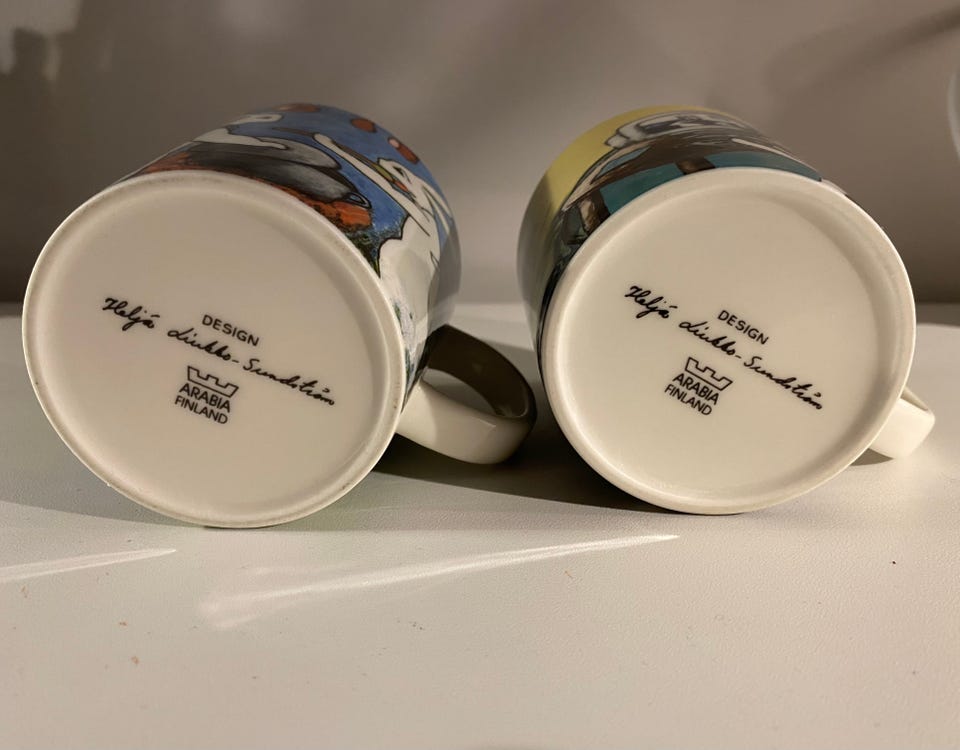 DESIGN
Heljä Liukko-Sundström
ARABIA
FINLAND
DESIGN
Heljä Liukko-Sundström
ARABIA
FINLAND